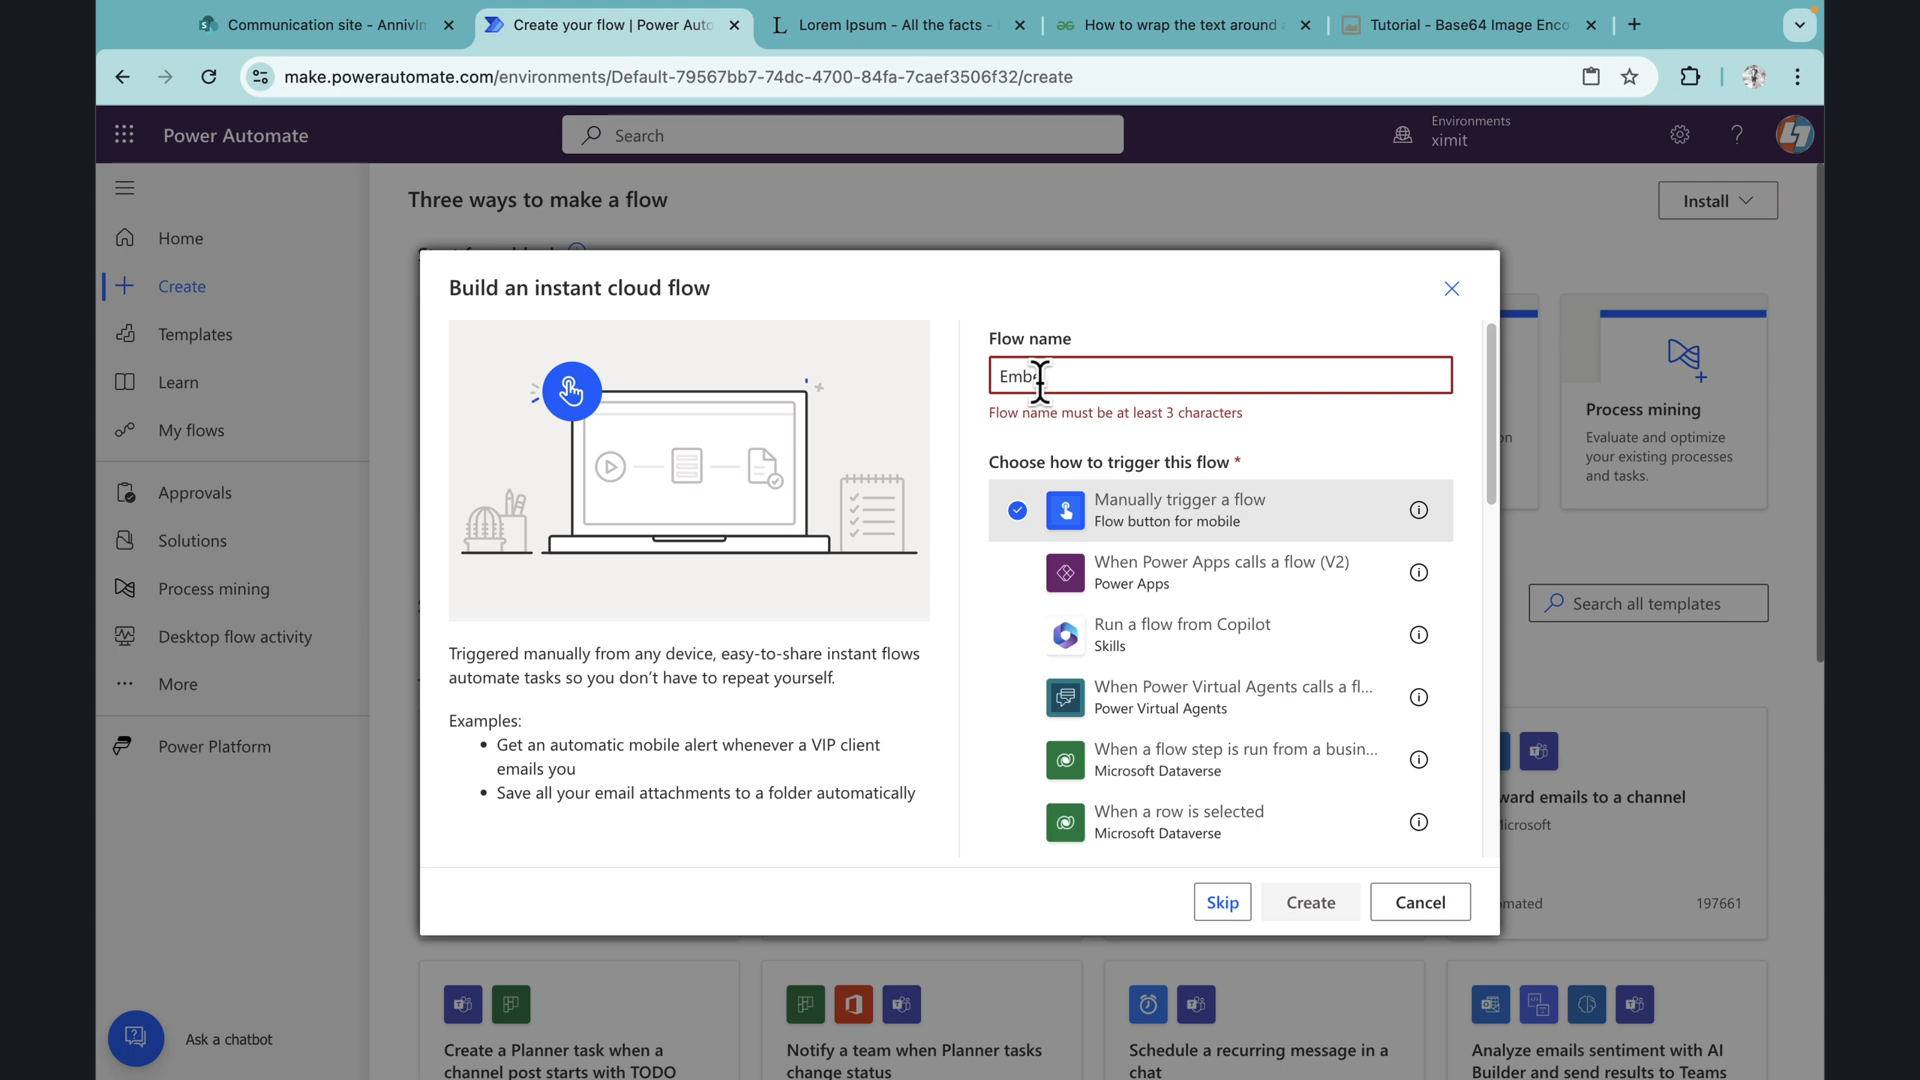 Communication site - AnnivIm
Create your flow | Power Auto
Lorem Ipsum - All the facts -
How to wrap the text around
Tutorial - Base64 Image Enco
make.powerautomate.com/environments/Default-79567bb7-74dc-4700-84fa-7caef3506f32/create
Power Automate
Search
Environments
ximit
Three ways to make a flow
Install
Home
Create
Templates
Learn
My flows
Approvals
Solutions
Process mining
Desktop flow activity
More
Power Platform
Ask a chatbot
Build an instant cloud flow
Triggered manually from any device, easy-to-share instant flows
automate tasks so you don't have to repeat yourself.
Examples:
• Get an automatic mobile alert whenever a VIP client
emails you
• Save all your email attachments to a folder automatically
Flow name
Embe
Flow name must be at least 3 characters
Choose how to trigger this flow *
Manually trigger a flow
Flow button for mobile
When Power Apps calls a flow (V2)
Power Apps
Run a flow from Copilot
Skills
When Power Virtual Agents calls a fl...
Power Virtual Agents
When a flow step is run from a busin...
Microsoft Dataverse
When a row is selected
Microsoft Dataverse
Skip
Create
Cancel
Process mining
Evaluate and optimize
your existing processes
and tasks.
on
Search all templates
ward emails to a channel
icrosoft
mated
197661
Create a Planner task when a
channel post starts with TODO
Notify a team when Planner tasks
change status
Schedule a recurring message in a
chat
Analyze emails sentiment with AI
Builder and send results to Teams